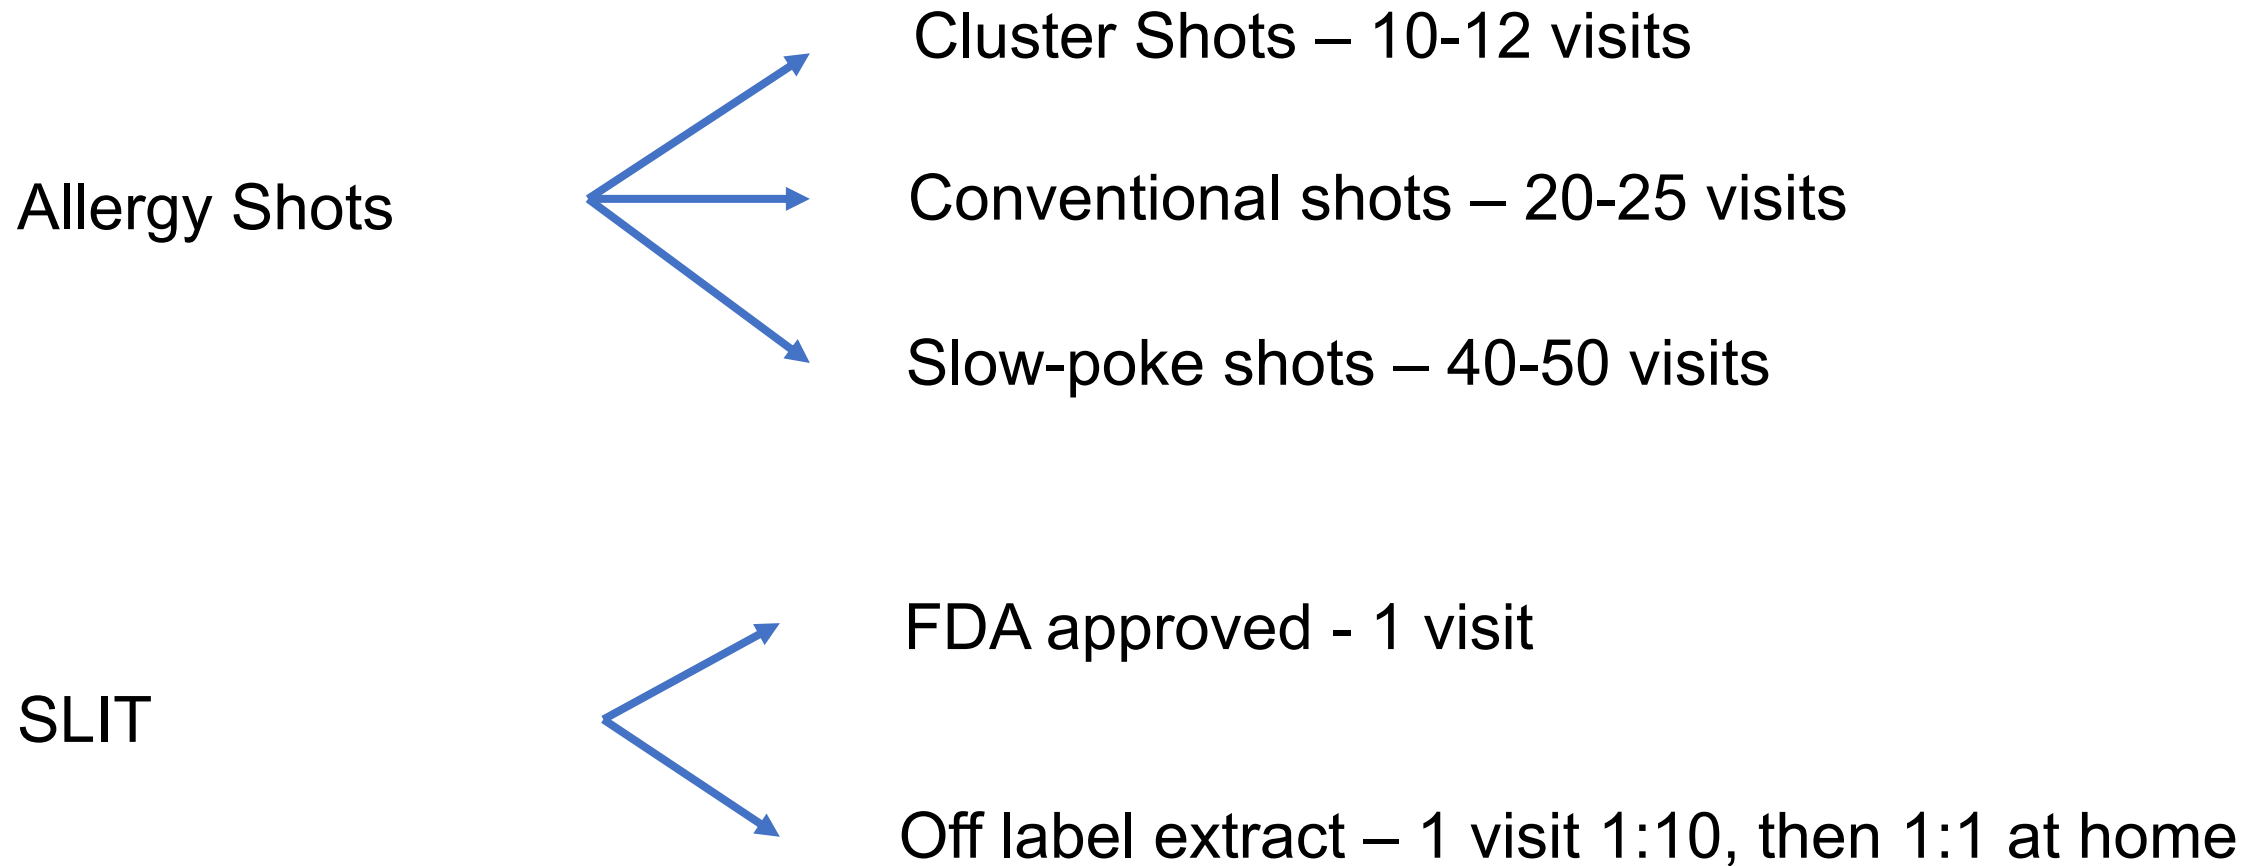 Allergy Shots
Cluster Shots – 10-12 visits
Conventional shots – 20-25 visits
Slow-poke shots – 40-50 visits
SLIT
FDA approved - 1 visit
Off label extract – 1 visit 1:10, then 1:1 at home